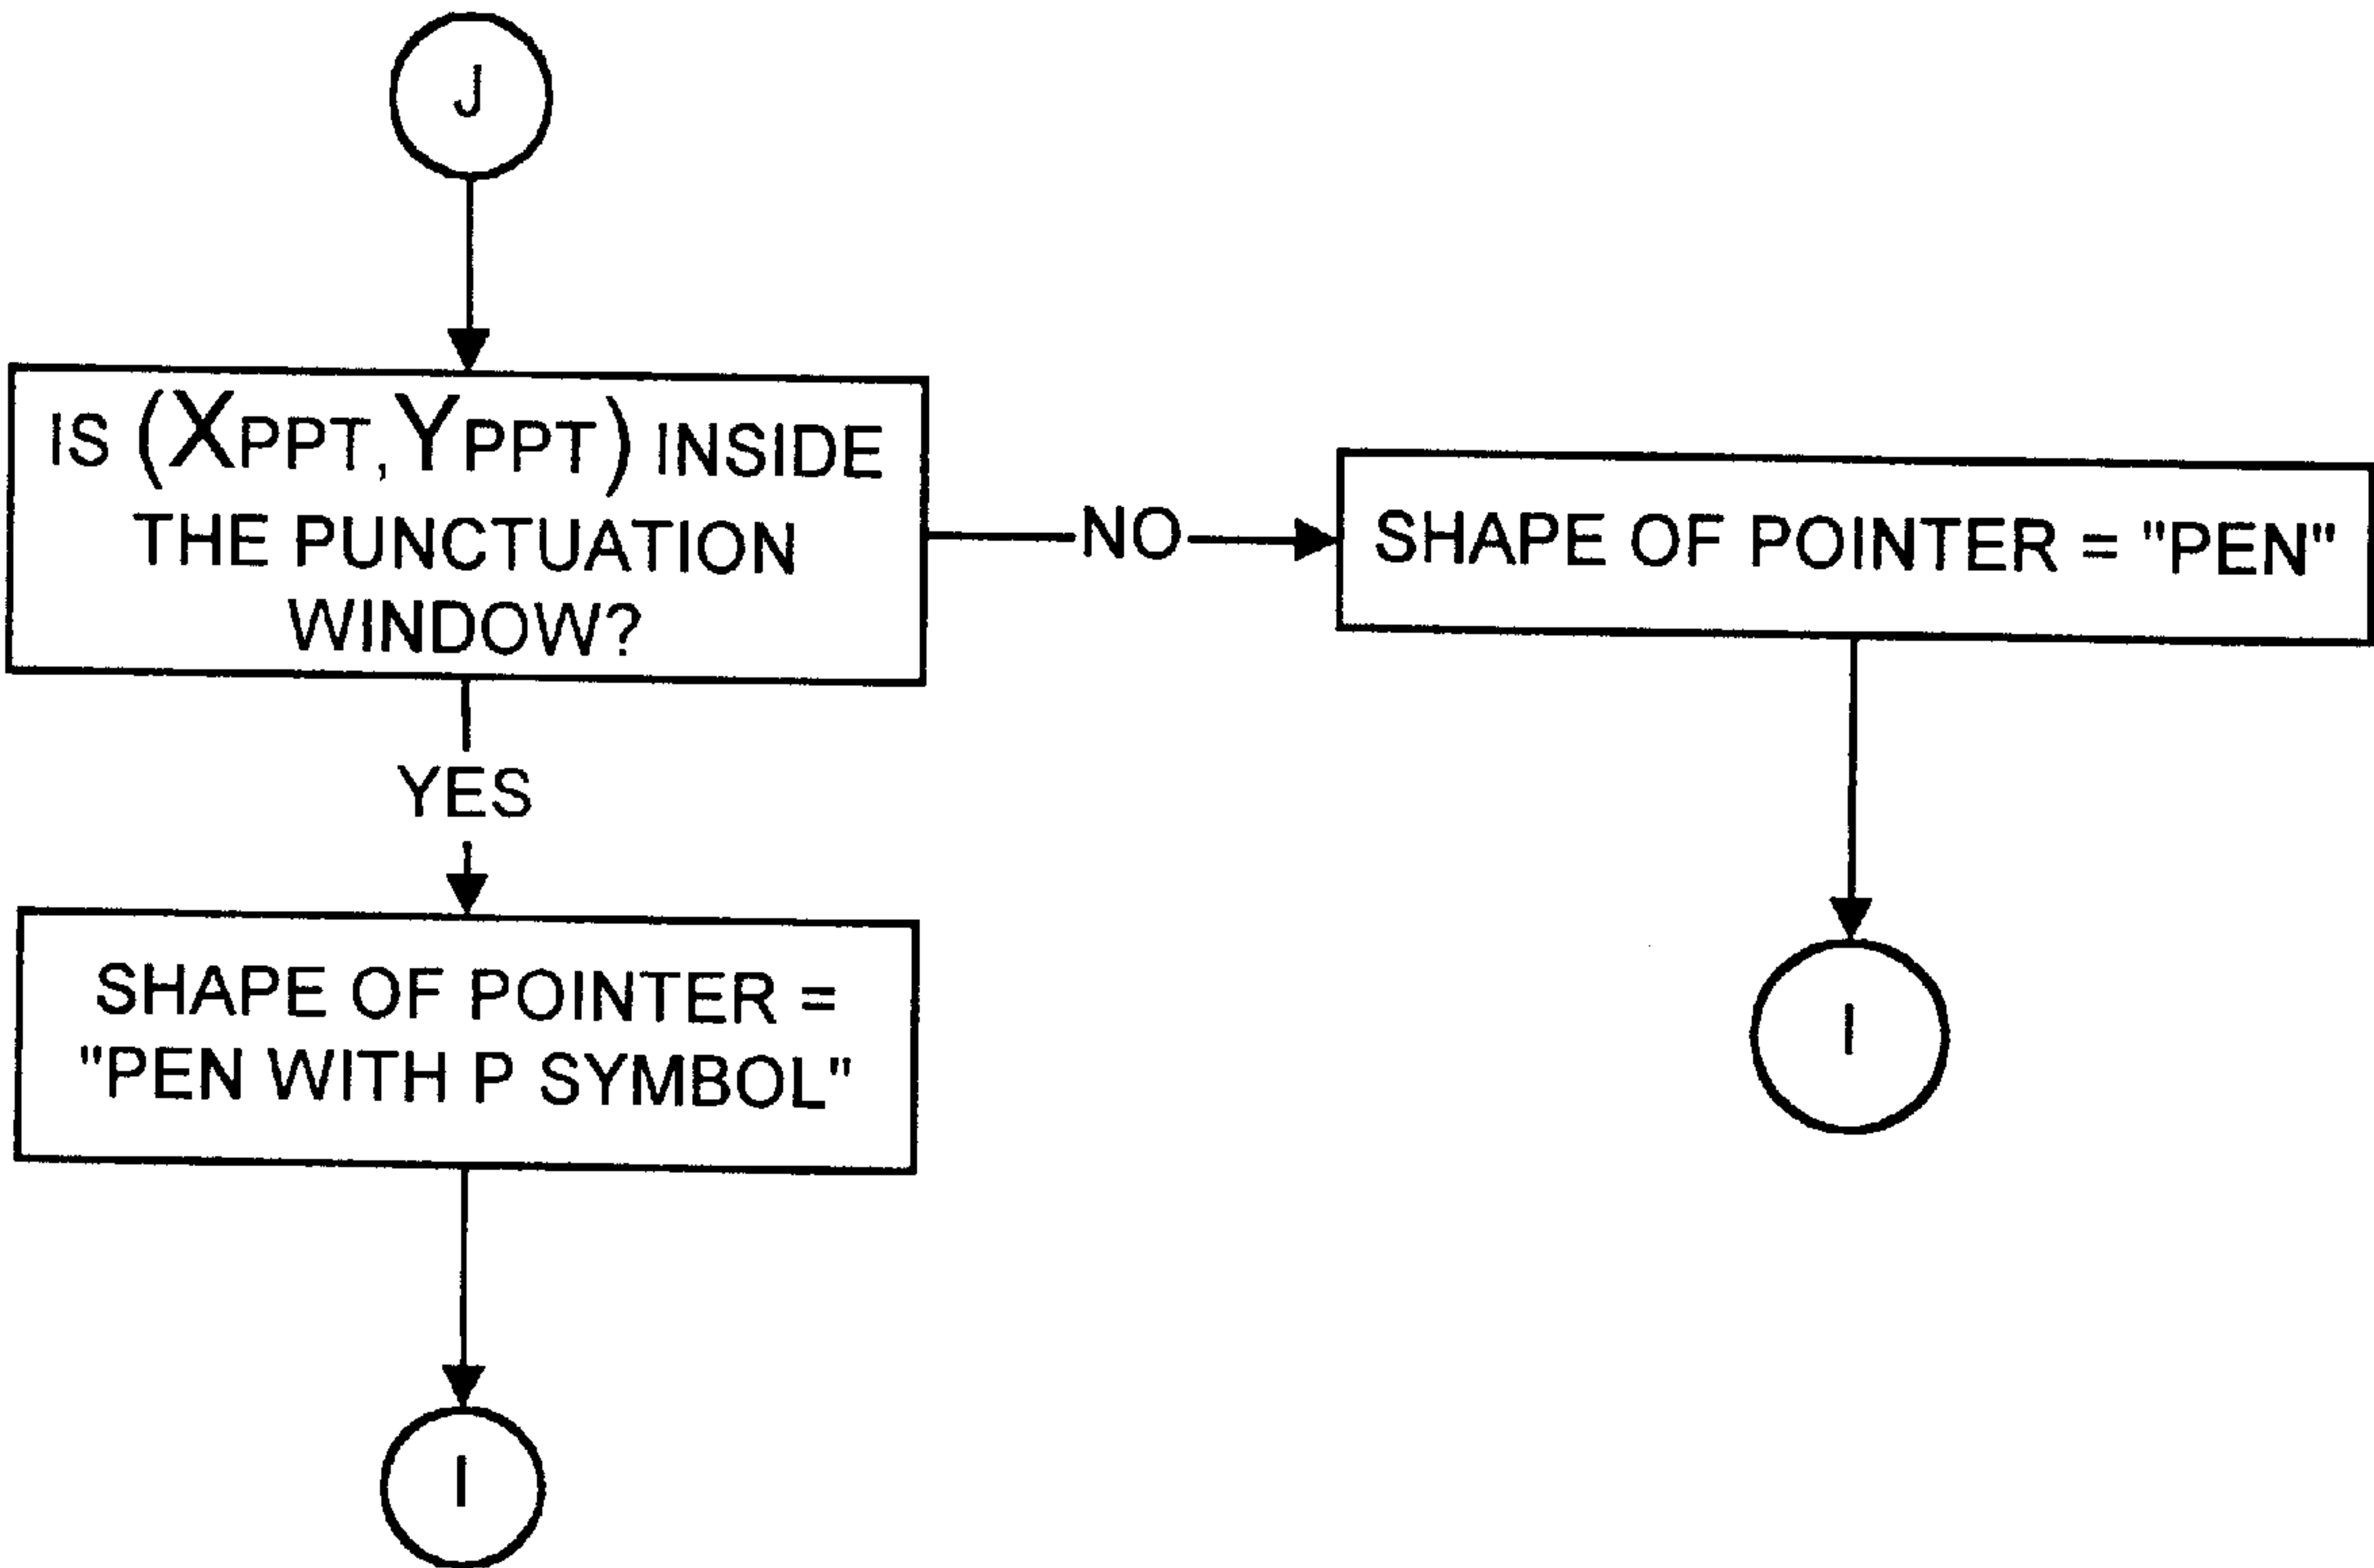 J
IS (XPPT, YPPT) INSIDE
THE PUNCTUATION
WINDOW?
NO
SHAPE OF POINTER = "PEN"
YES
SHAPE OF POINTER =
"PEN WITH P SYMBOL"
I
I